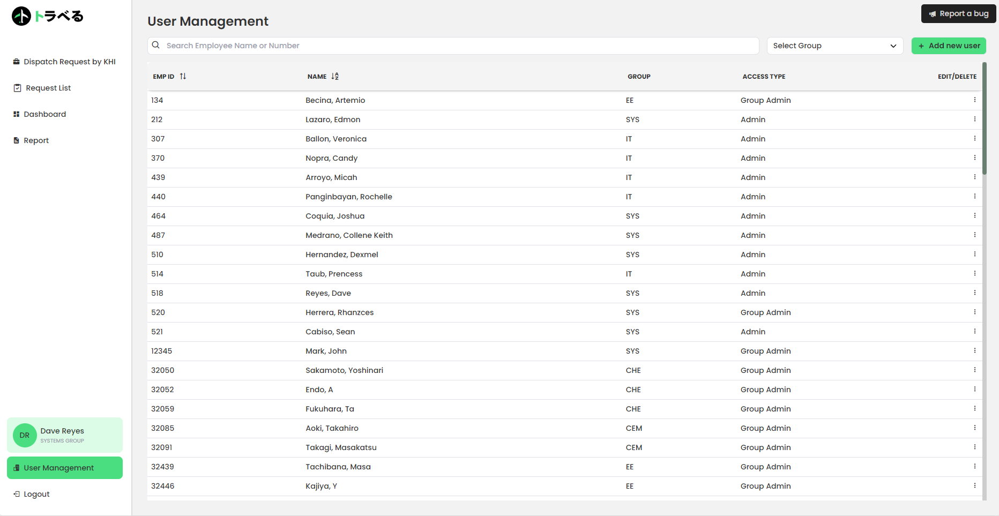 トラベる
Dispatch Request by KHI
Request List
Dashboard
Report
DR
Dave Reyes
SYSTEMS GROUP
User Management
Logout
User Management
Report a bug
Search Employee Name or Number
Select Group
+ Add new user
EMP ID NAME GROUP ACCESS TYPE EDIT/DELETE
134 Becina, Artemio EE Group Admin
212 Lazaro, Edmon SYS Admin
307 Ballon, Veronica IT Admin
370 Nopra, Candy IT Admin
439 Arroyo, Micah IT Admin
440 Panginbayan, Rochelle IT Admin
464 Coquia, Joshua SYS Admin
487 Medrano, Collene Keith SYS Admin
510 Hernandez, Dexmel SYS Admin
514 Taub, Prencess IT Admin
518 Reyes, Dave SYS Admin
520 Herrera, Rhanzces SYS Group Admin
521 Cabiso, Sean SYS Admin
12345 Mark, John SYS Group Admin
32050 Sakamoto, Yoshinari CHE Group Admin
32052 Endo, A CHE Group Admin
32059 Fukuhara, Ta CHE Group Admin
32085 Aoki, Takahiro CEM Group Admin
32091 Takagi, Masakatsu CEM Group Admin
32439 Tachibana, Masa EE Group Admin
32446 Kajiya, Y EE Group Admin